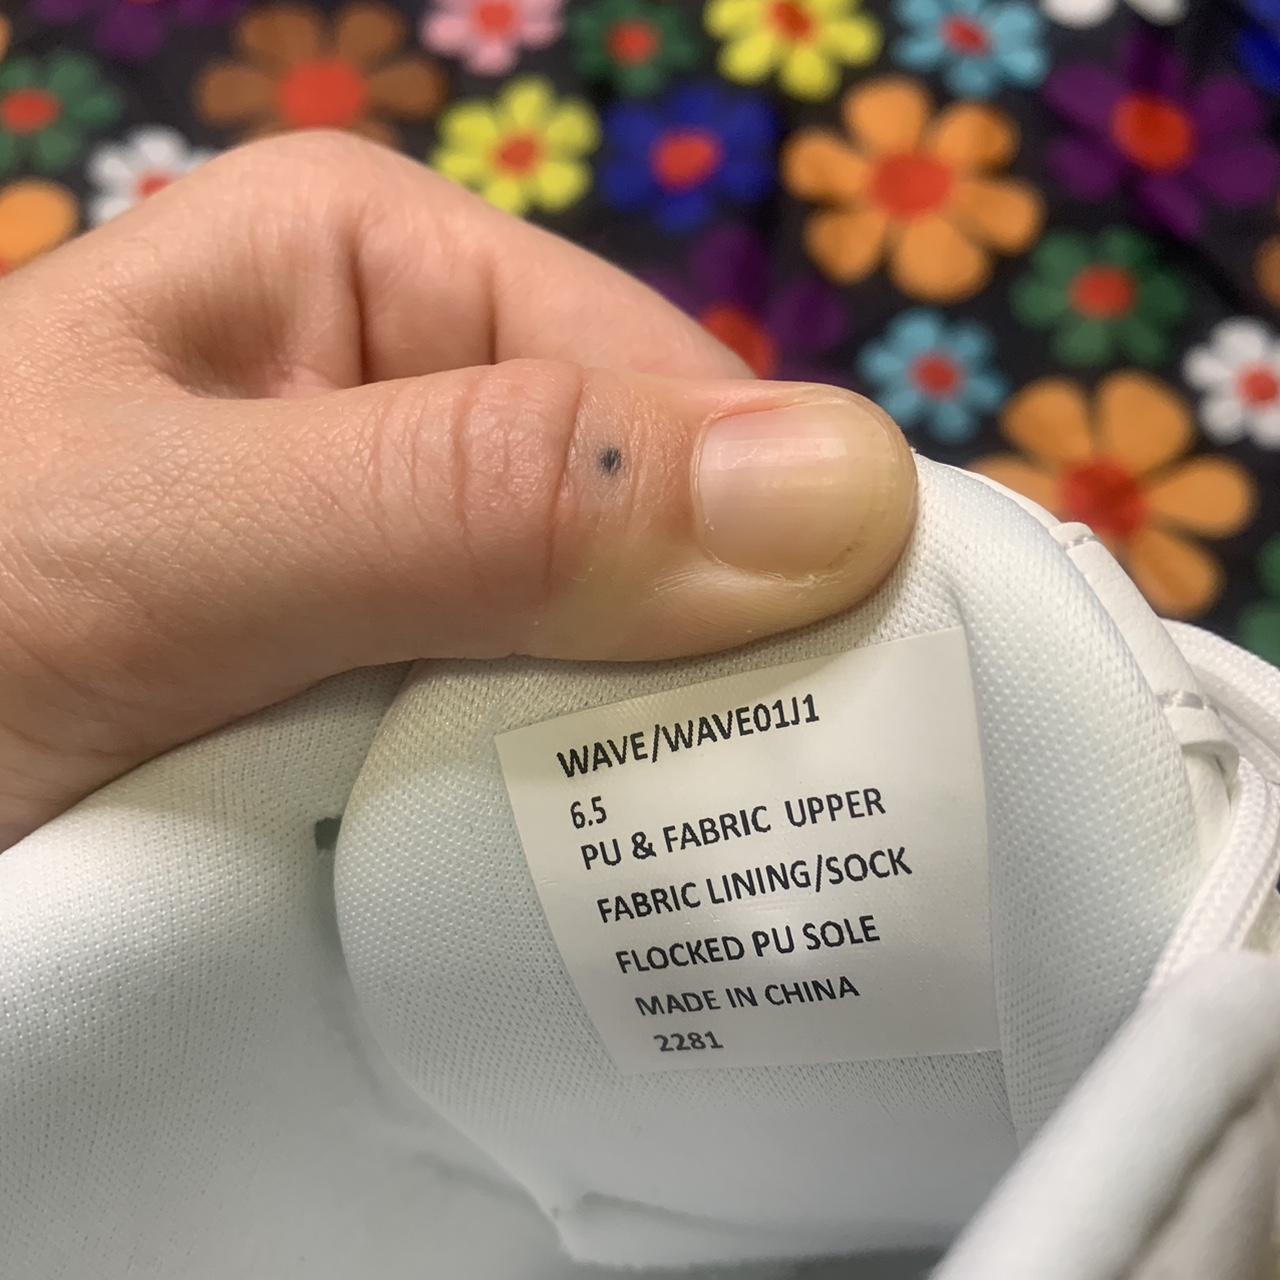 WAVE/WAVE01J1
6.5
PU & FABRIC UPPER
FABRIC LINING/SOCK
FLOCKED PU SOLE
MADE IN CHINA
2281